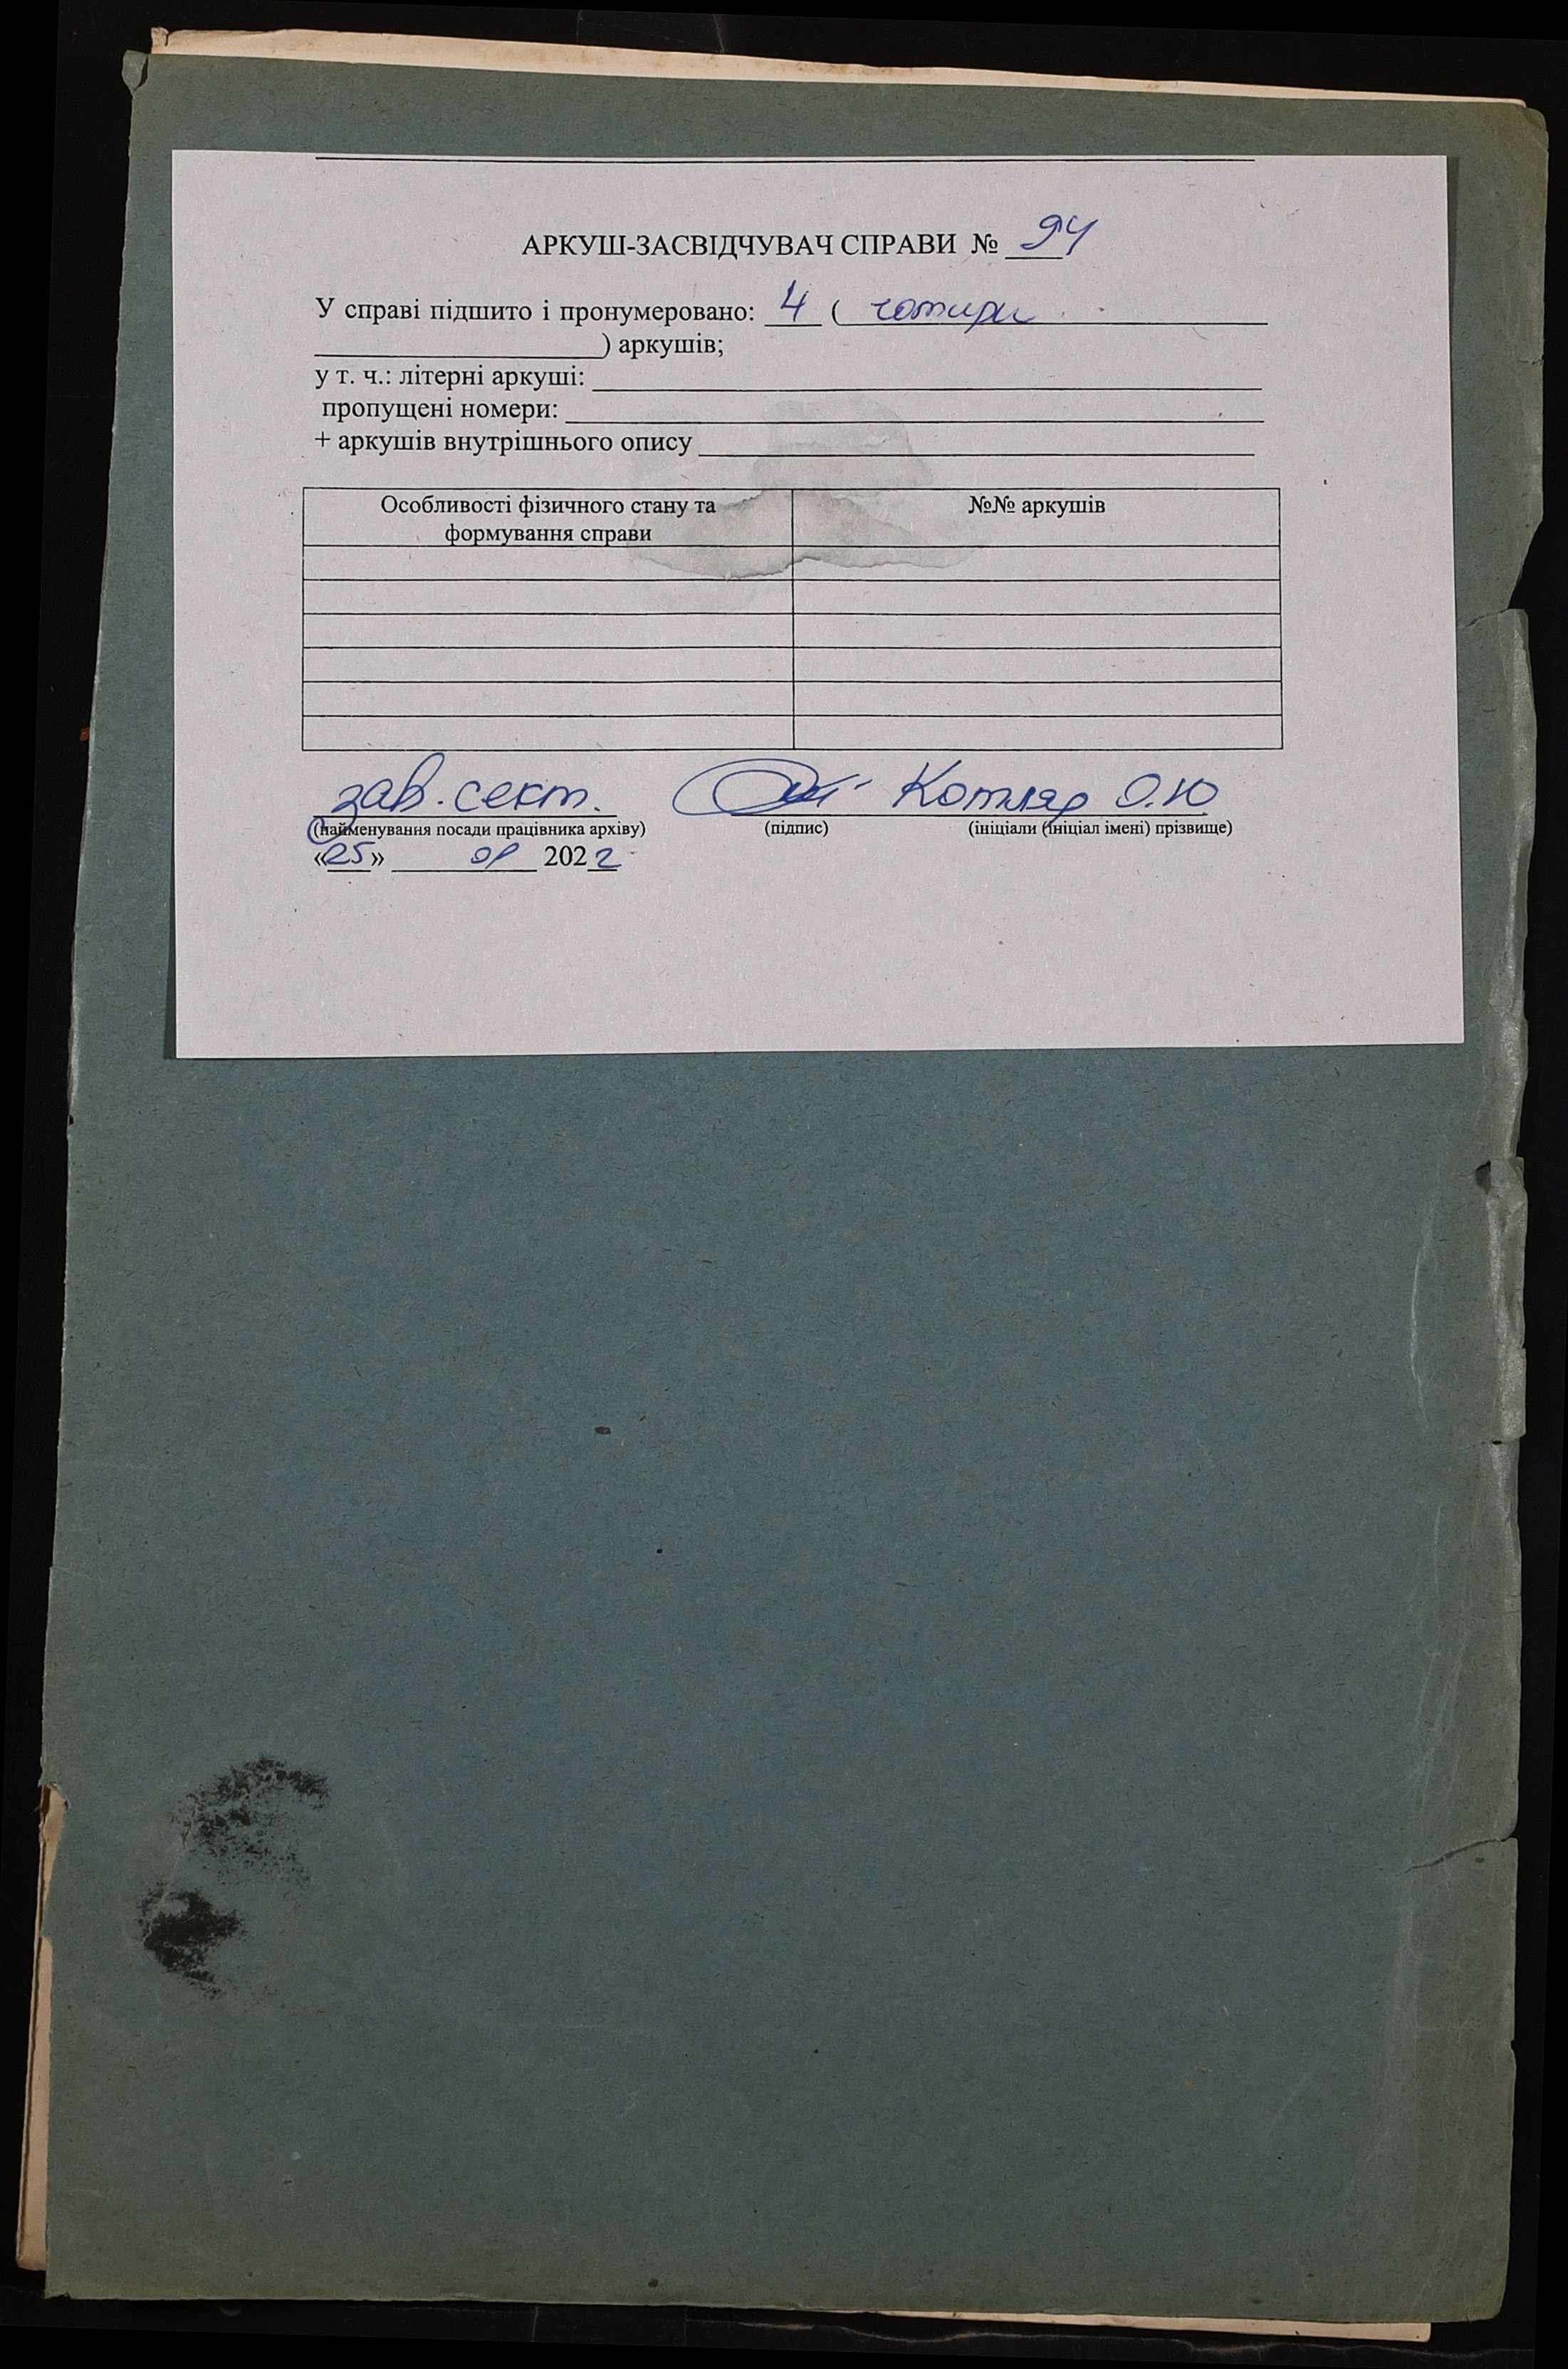 АРКУШ-ЗАСВІДЧУВАЧ СПРАВИ № 94
У справі підшито і пронумеровано: 4 ( чотири
) аркушів;
у т. ч.: літерні аркуші:
пропущені номери:
+ аркушів внутрішнього опису
Особливості фізичного стану та формування справи №№ аркушів
зав. сект. Котляр О.Ю
(найменування посади працівника архіву) (підпис) (ініціали (ініціал імені) прізвище)
«25» 2022